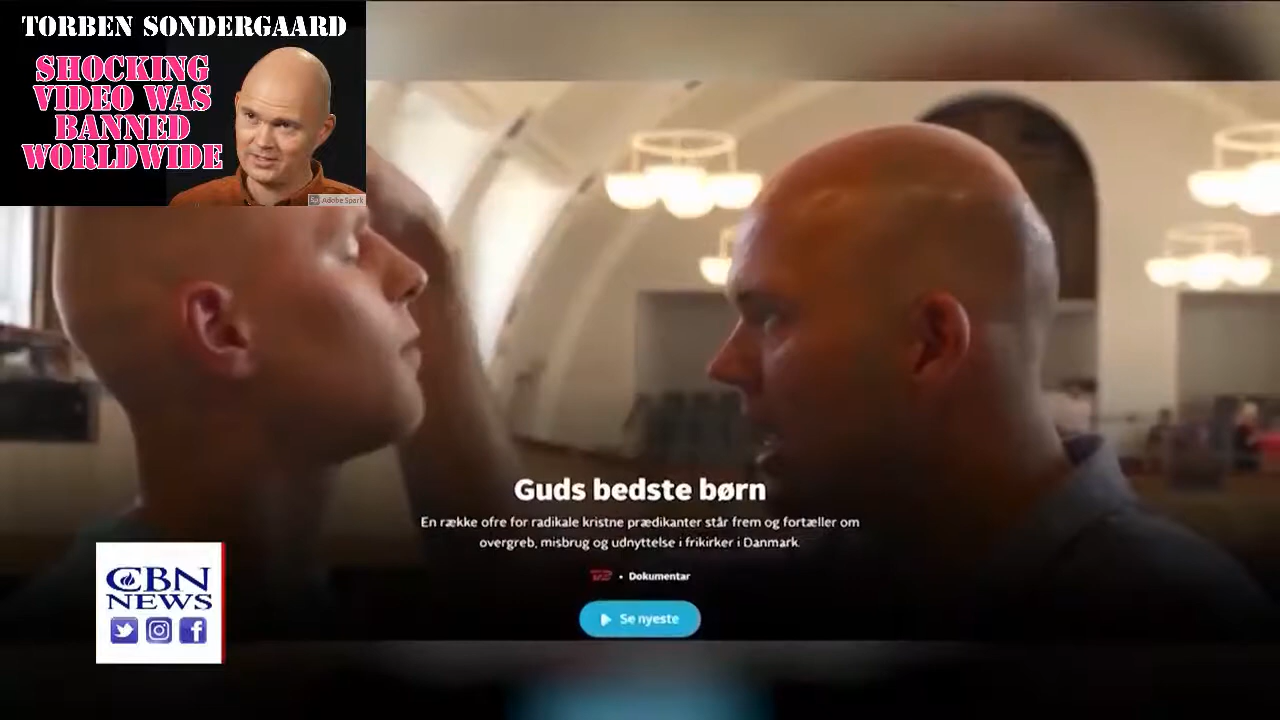 TORBEN SONDERGAARD
SHOCKING
VIDEO WAS
BANNED
WORLDWIDE
Adobe Spark
Guds bedste børn
En række ofre for radikale kristne prædikanter står frem og fortæller om
overgreb, misbrug og udnyttelse i frikirker i Danmark.
• Dokumentar
Se nyeste
CBN
NEWS